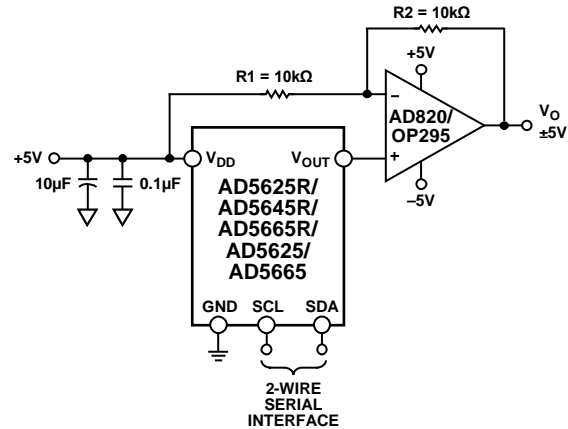 R2 = 10kΩ
+5V
R1 = 10kΩ
–
AD820/
OP295
+
VO
±5V
–5V
+5V
VDD
VOUT
10µF
0.1µF
AD5625R/
AD5645R/
AD5665R/
AD5625/
AD5665
GND SCL SDA
2-WIRE
SERIAL
INTERFACE